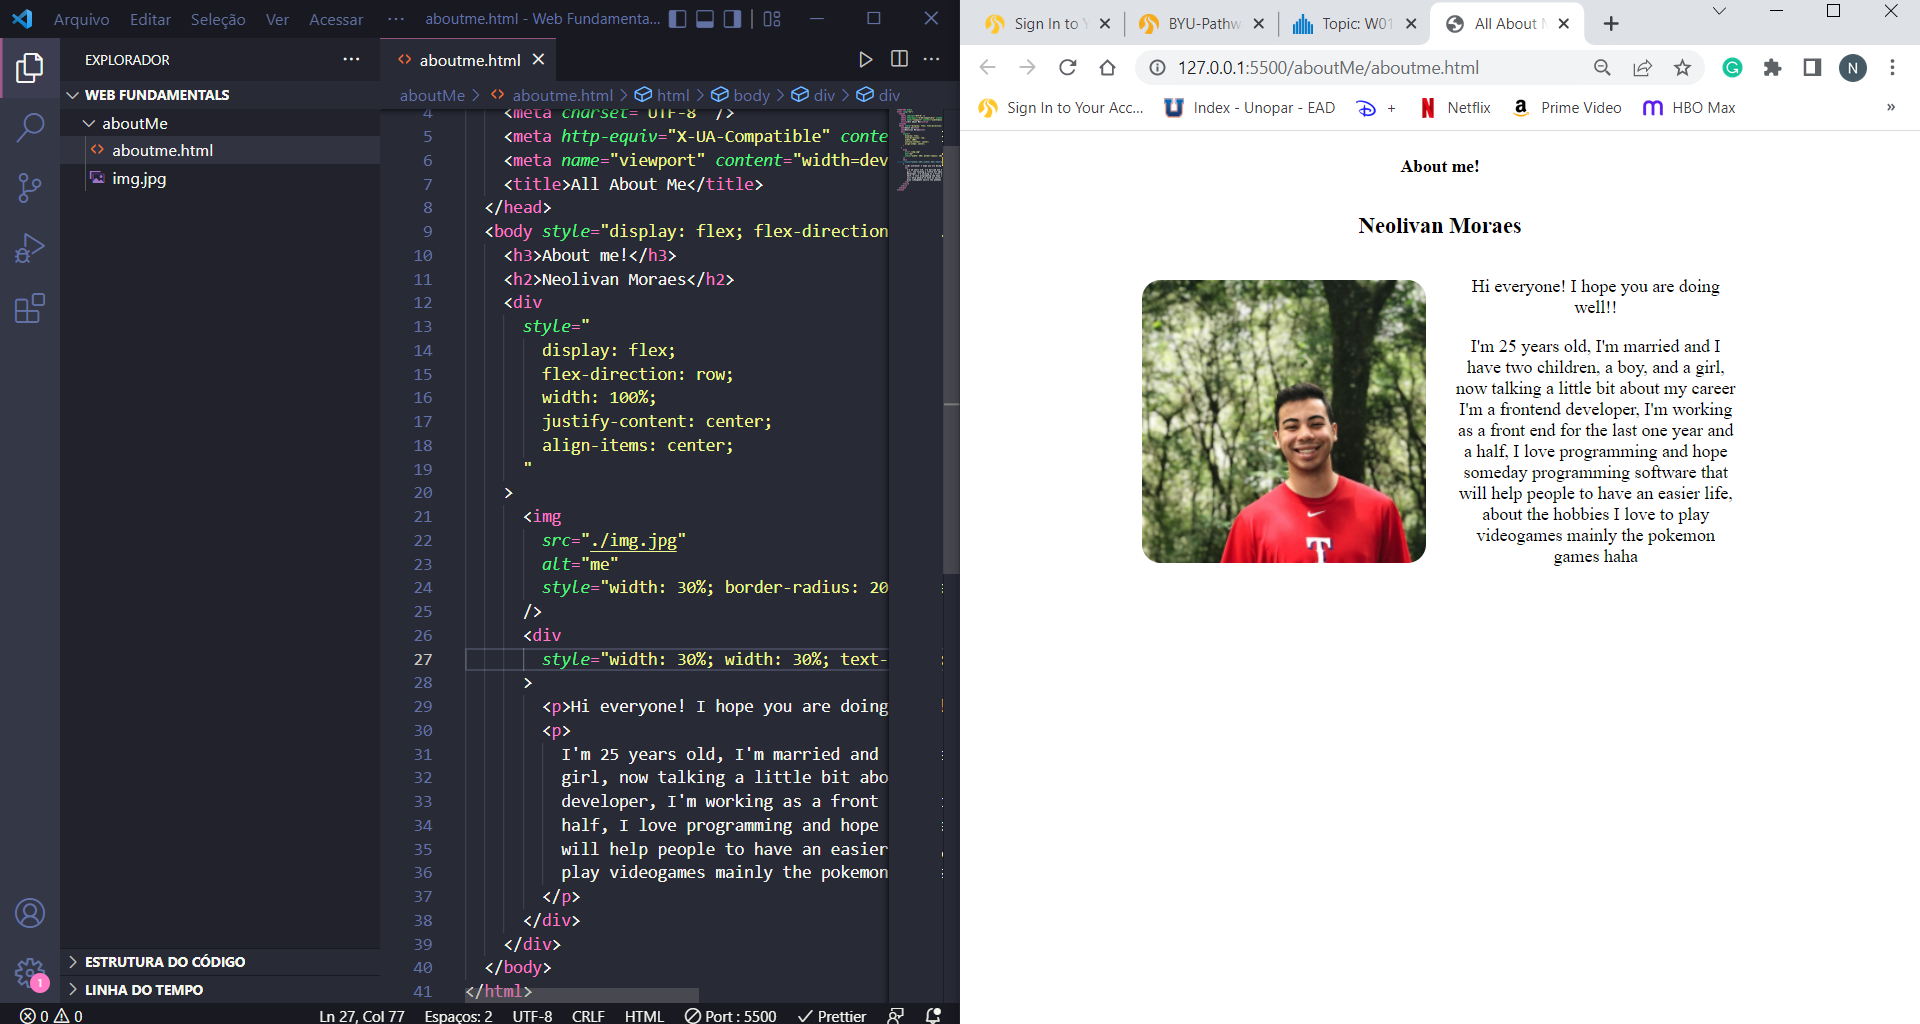 Arquivo Editar Seleção Ver Acessar ··· aboutme.html - Web Fundamenta...
EXPLORADOR ···
WEB FUNDAMENTALS
aboutMe
aboutme.html
img.jpg
ESTRUTURA DO CÓDIGO
LINHA DO TEMPO
1
aboutme.html
aboutMe > aboutme.html > html > body > div > div
4 <meta charset="UTF-8" />
5 <meta http-equiv="X-UA-Compatible" conte
6 <meta name="viewport" content="width=dev
7 <title>All About Me</title>
8 </head>
9 <body style="display: flex; flex-direction
10 <h3>About me!</h3>
11 <h2>Neolivan Moraes</h2>
12 <div
13 style="
14 display: flex;
15 flex-direction: row;
16 width: 100%;
17 justify-content: center;
18 align-items: center;
19 "
20 >
21 <img
22 src="./img.jpg"
23 alt="me"
24 style="width: 30%; border-radius: 20
25 />
26 <div
27 style="width: 30%; width: 30%; text-
28 >
29 <p>Hi everyone! I hope you are doing
30 <p>
31 I'm 25 years old, I'm married and
32 girl, now talking a little bit abo
33 developer, I'm working as a front
34 half, I love programming and hope
35 will help people to have an easier
36 play videogames mainly the pokemon
37 </p>
38 </div>
39 </div>
40 </body>
41 </html>
0 0 Ln 27, Col 77 Espaços: 2 UTF-8 CRLF HTML Port : 5500 Prettier
Sign In to Y BYU-Pathw Topic: W01 All About M
127.0.0.1:5500/aboutMe/aboutme.html N
Sign In to Your Acc... Index - Unopar - EAD + Netflix Prime Video HBO Max »
About me!
Neolivan Moraes
Hi everyone! I hope you are doing
well!!
I'm 25 years old, I'm married and I
have two children, a boy, and a girl,
now talking a little bit about my career
I'm a frontend developer, I'm working
as a front end for the last one year and
a half, I love programming and hope
someday programming software that
will help people to have an easier life,
about the hobbies I love to play
videogames mainly the pokemon
games haha
T